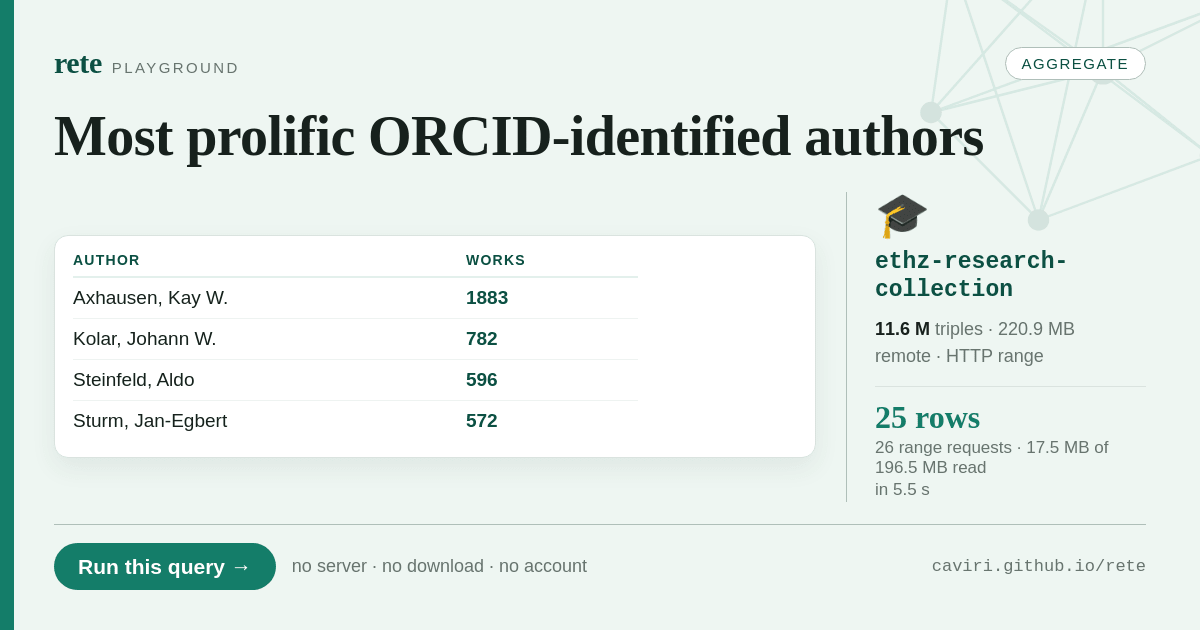 rete PLAYGROUND
AGGREGATE
Most prolific ORCID-identified authors
AUTHOR WORKS
Axhausen, Kay W. 1883
Kolar, Johann W. 782
Steinfeld, Aldo 596
Sturm, Jan-Egbert 572
ethz-research-
collection
11.6 M triples · 220.9 MB
remote · HTTP range
25 rows
26 range requests · 17.5 MB of
196.5 MB read
in 5.5 s
Run this query →
no server · no download · no account
caviri.github.io/rete